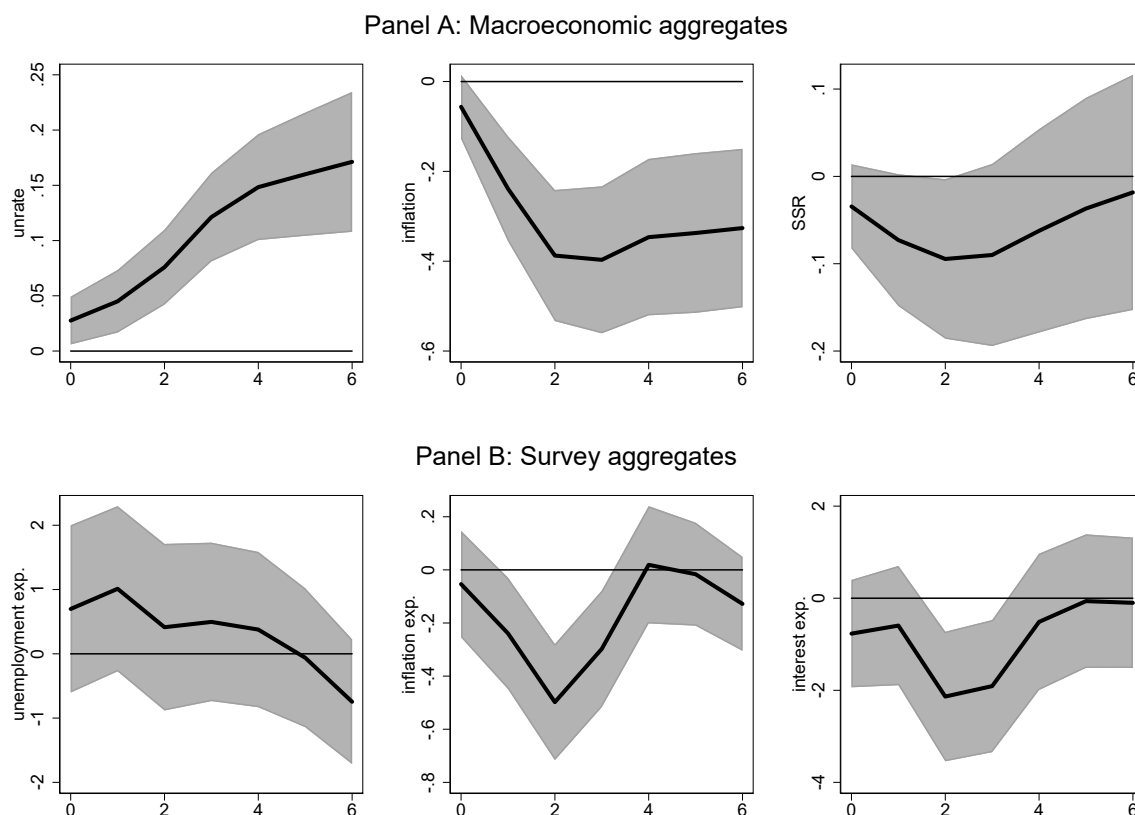 Panel A: Macroeconomic aggregates
unrate
.25
.2
.15
.1
.05
0
0 2 4 6
inflation
0
-.2
-.4
-.6
0 2 4 6
SSR
.1
0
-.1
-.2
0 2 4 6
Panel B: Survey aggregates
unemployment exp.
2
1
0
-1
-2
0 2 4 6
inflation exp.
.2
0
-.2
-.4
-.6
-.8
0 2 4 6
interest exp.
2
0
-2
-4
0 2 4 6